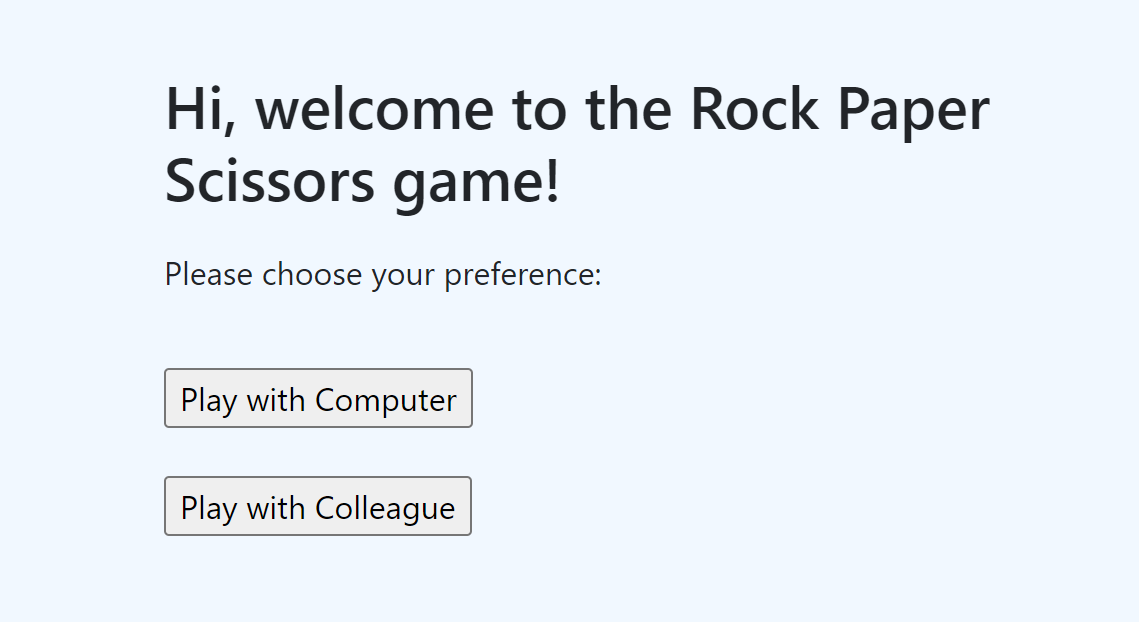 Hi, welcome to the Rock Paper
Scissors game!
Please choose your preference:
Play with Computer
Play with Colleague